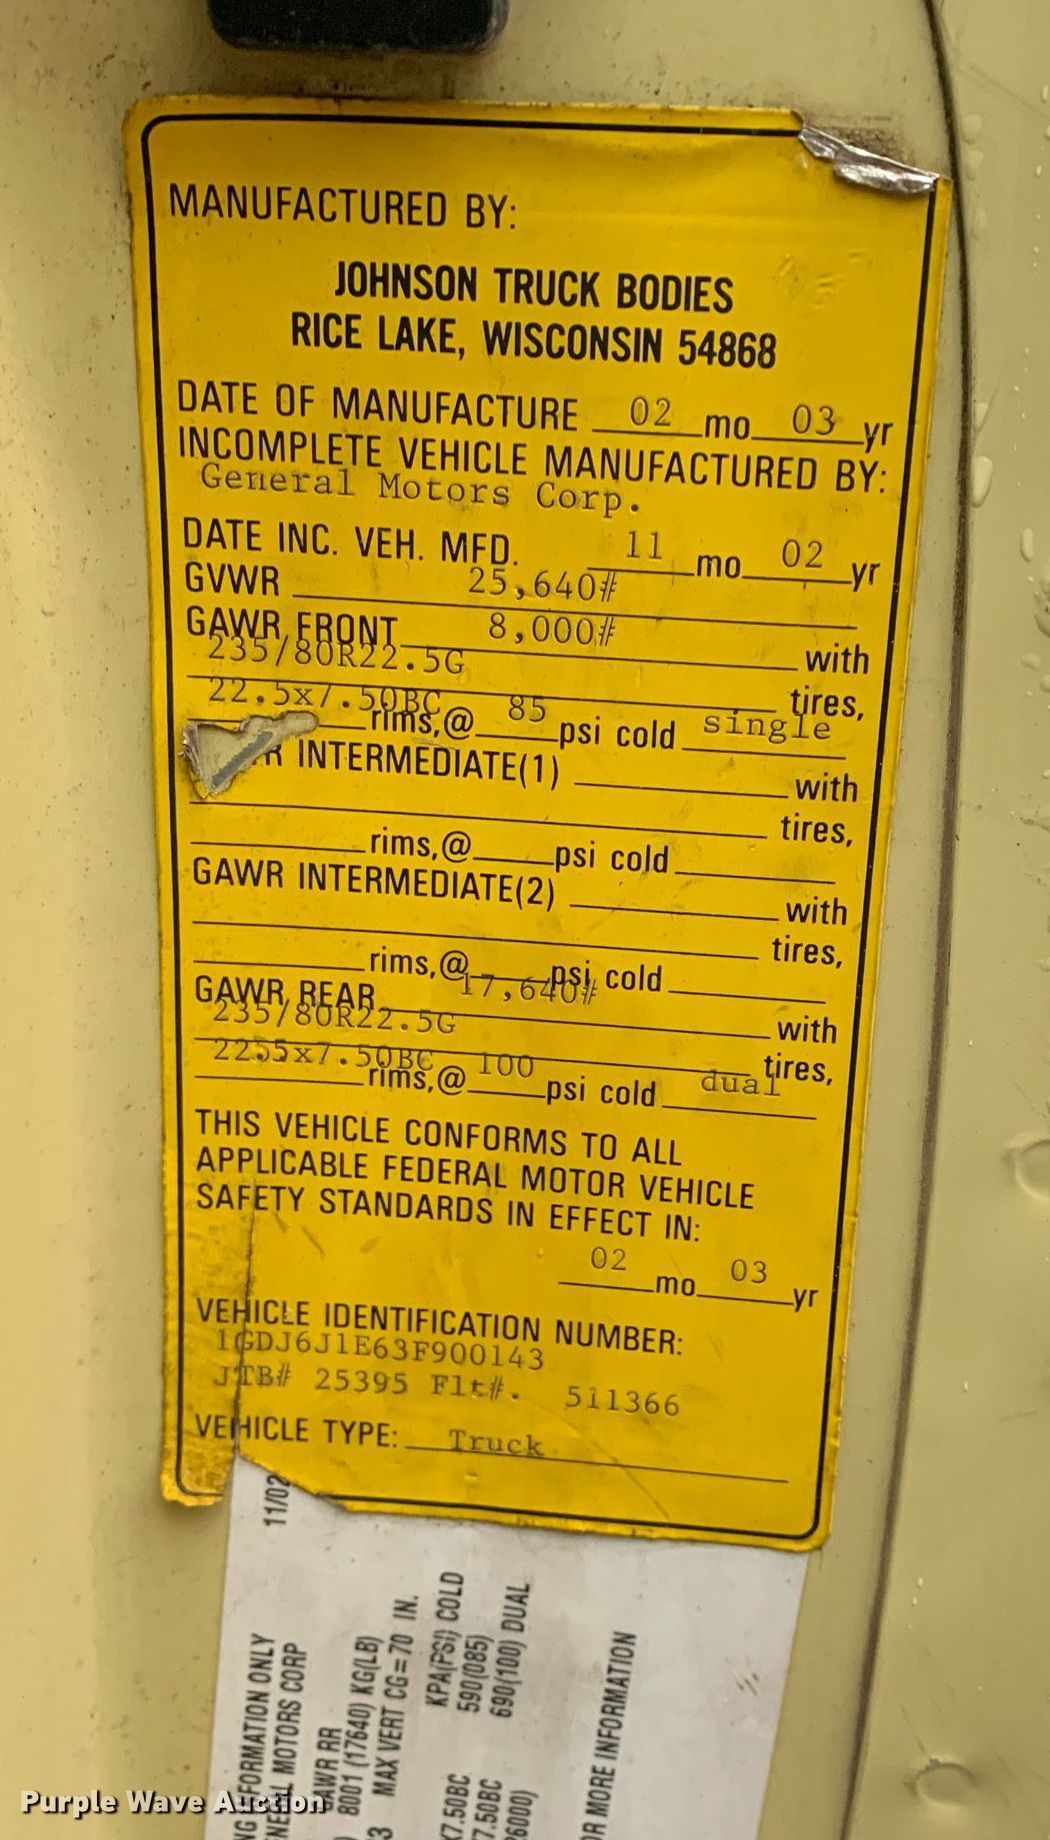 MANUFACTURED BY:
JOHNSON TRUCK BODIES
RICE LAKE, WISCONSIN 54868
DATE OF MANUFACTURE 02 mo 03 yr
INCOMPLETE VEHICLE MANUFACTURED BY:
General Motors Corp.
DATE INC. VEH. MFD. 11 mo 02 yr
GVWR 25,640#
GAWR FRONT 8,000# with
235/80R22.5G tires,
22.5x7.50BC rims,@ 85 psi cold single
R INTERMEDIATE(1) with
tires,
rims,@ psi cold
GAWR INTERMEDIATE(2) with
tires,
rims,@ psi cold
GAWR REAR 17,640# with
235/80R22.5G tires,
2255x7.50BC rims,@ 100 psi cold dual
THIS VEHICLE CONFORMS TO ALL
APPLICABLE FEDERAL MOTOR VEHICLE
SAFETY STANDARDS IN EFFECT IN:
02 mo 03 yr
VEHICLE IDENTIFICATION NUMBER:
1GDJ6J1E63F900143
JTB# 25395 Flt#. 511366
VEHICLE TYPE: Truck
11/02
INFORMATION ONLY
MOTORS CORP
GAWR RR
8001 (17640) KG(LB)
MAX VERT CG=70 IN.
KPA(PSI) COLD
7.50BC 590(085)
7.50BC 690(100) DUAL
26000)
OR MORE INFORMATION
Purple Wave Auction